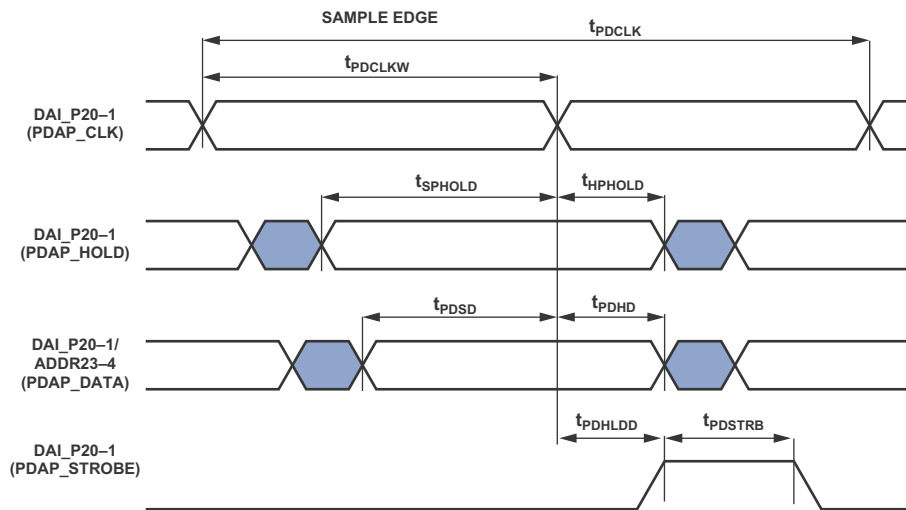 SAMPLE EDGE
tPDCLK
tPDCLKW
DAI_P20–1
(PDAP_CLK)
tSPHOLD
tHPHOLD
DAI_P20–1
(PDAP_HOLD)
tPDSD
tPDHD
DAI_P20–1/
ADDR23–4
(PDAP_DATA)
tPDHLDD
tPDSTRB
DAI_P20–1
(PDAP_STROBE)